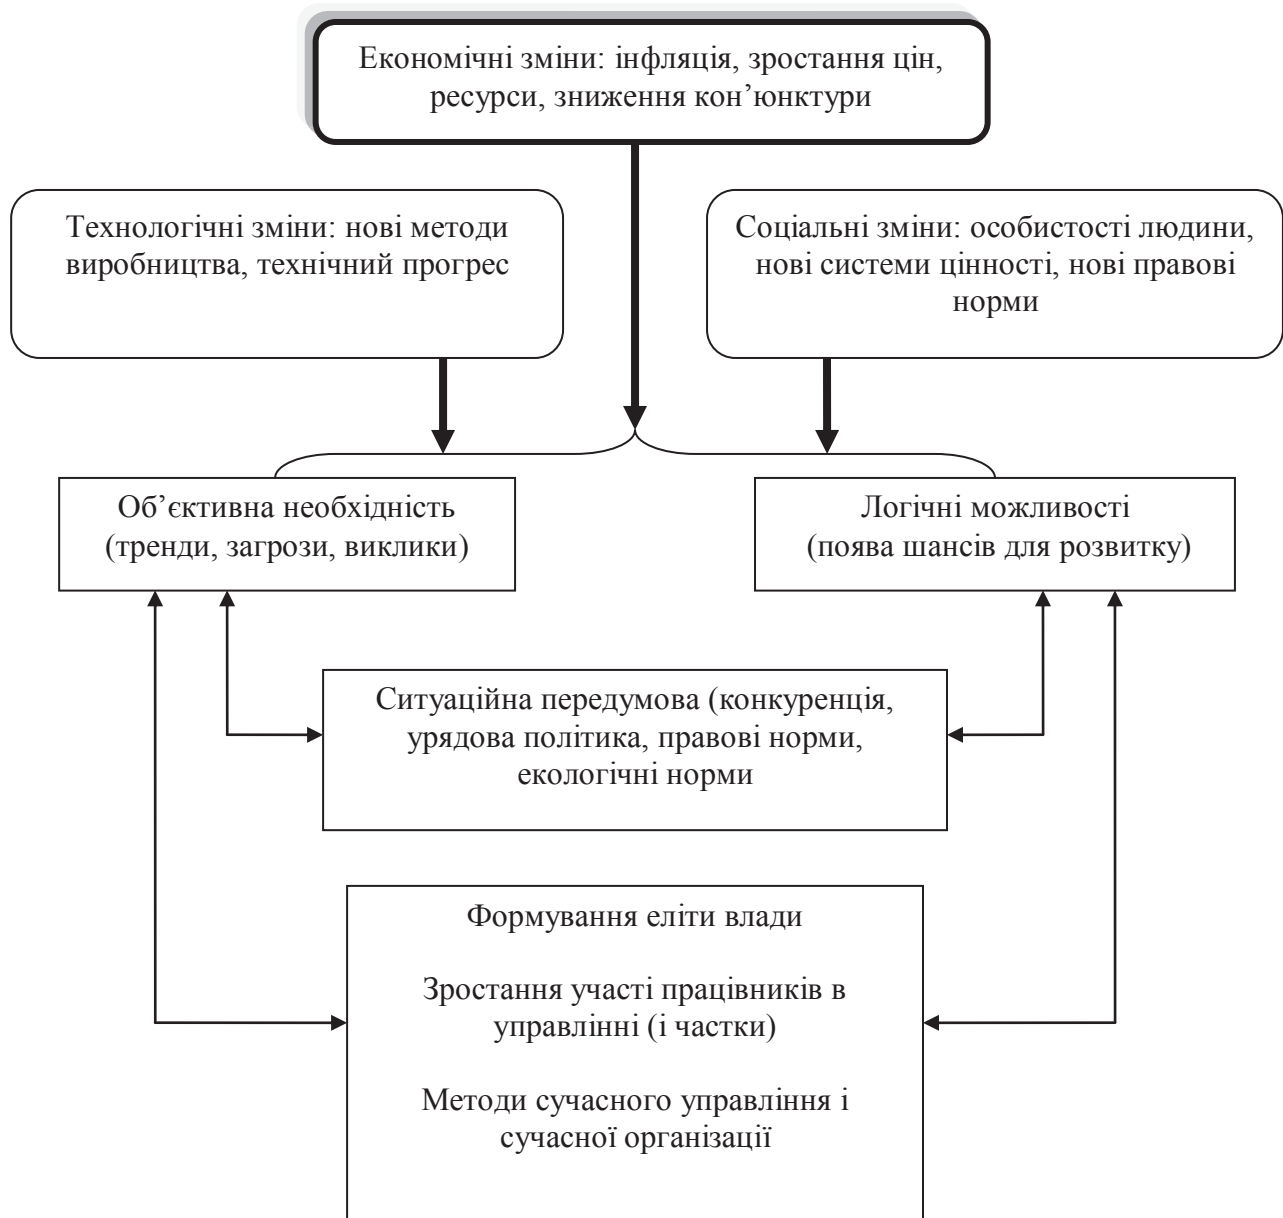 Економічні зміни: інфляція, зростання цін,
ресурси, зниження кон’юнктури
Технологічні зміни: нові методи
виробництва, технічний прогрес
Соціальні зміни: особистості людини,
нові системи цінності, нові правові
норми
Об’єктивна необхідність
(тренди, загрози, виклики)
Логічні можливості
(поява шансів для розвитку)
Ситуаційна передумова (конкуренція,
урядова політика, правові норми,
екологічні норми
Формування еліти влади
Зростання участі працівників в
управлінні (і частки)
Методи сучасного управління і
сучасної організації